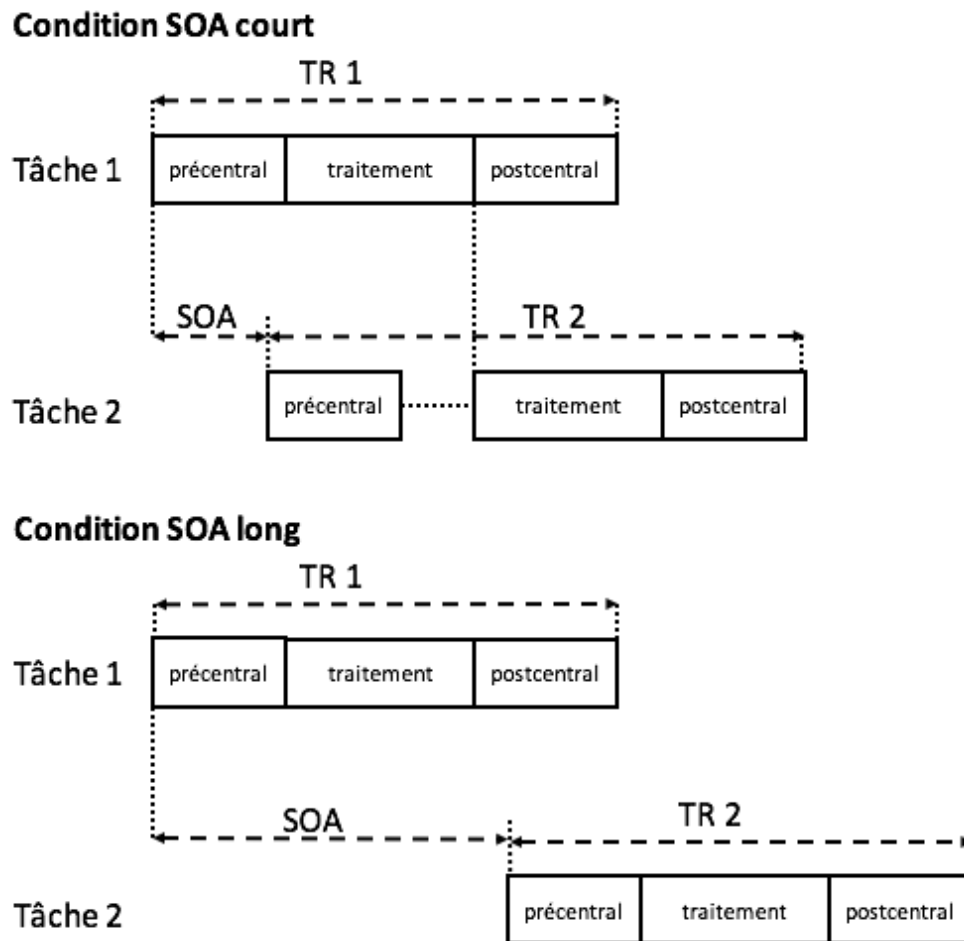 Condition SOA court
TR 1
Tâche 1
précentral traitement postcentral
SOA TR 2
Tâche 2
précentral traitement postcentral
Condition SOA long
TR 1
Tâche 1
précentral traitement postcentral
SOA TR 2
Tâche 2
précentral traitement postcentral